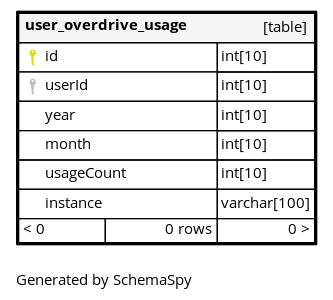 user_overdrive_usage [table]
id int[10]
userId int[10]
year int[10]
month int[10]
usageCount int[10]
instance varchar[100]
< 0 0 rows 0 >
Generated by SchemaSpy